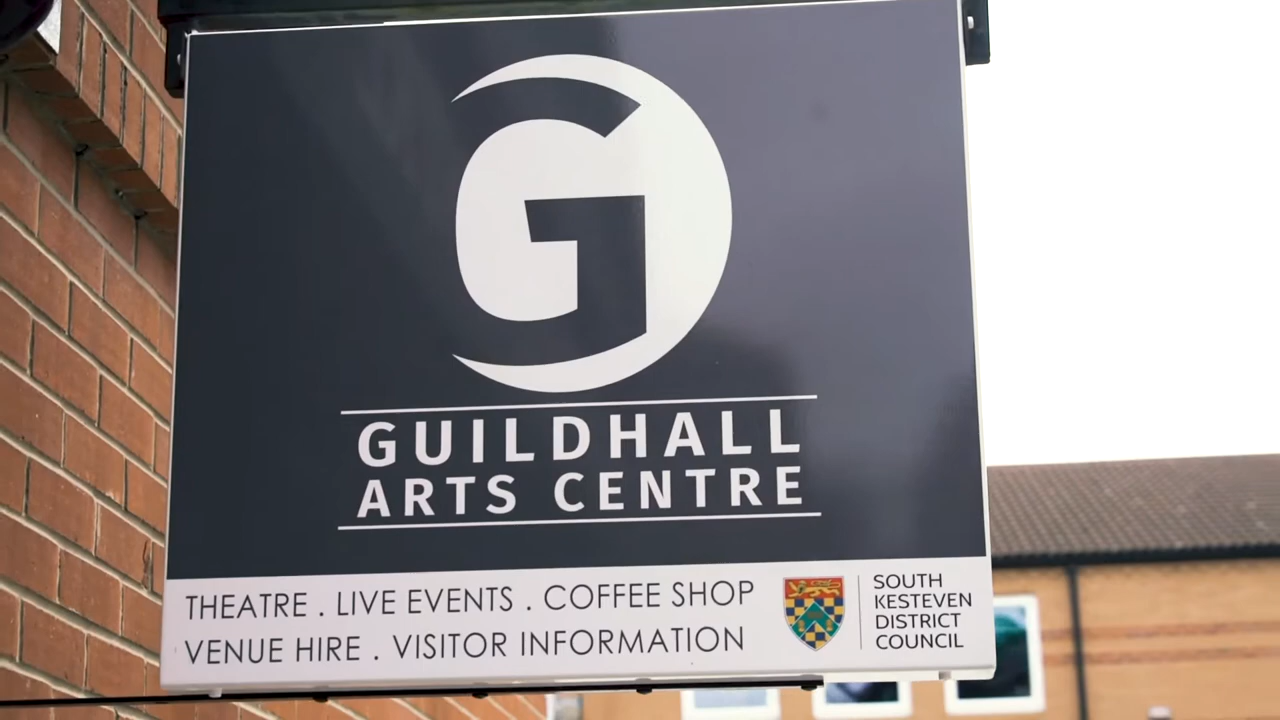 G
GUILDHALL
ARTS CENTRE
THEATRE . LIVE EVENTS . COFFEE SHOP
VENUE HIRE . VISITOR INFORMATION
SOUTH
KESTEVEN
DISTRICT
COUNCIL